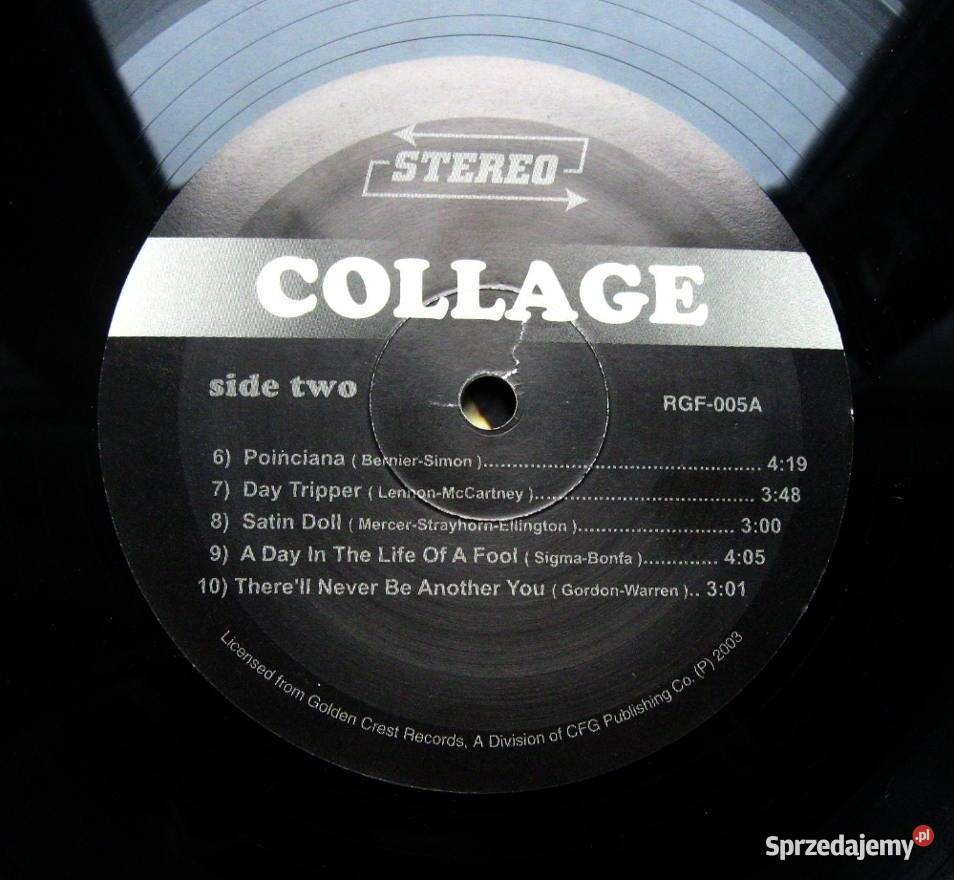 STEREO
COLLAGE
side two
RGF-005A
6) Poinciana ( Bernier-Simon )........................................................ 4:19
7) Day Tripper ( Lennon-McCartney )............................................. 3:48
8) Satin Doll ( Mercer-Strayhorn-Ellington )................................. 3:00
9) A Day In The Life Of A Fool ( Sigma-Bonfa )............. 4:05
10) There'll Never Be Another You ( Gordon-Warren ).. 3:01
Licensed from Golden Crest Records, A Division of CFG Publishing Co. (P) 2003
Sprzedajemy.pl